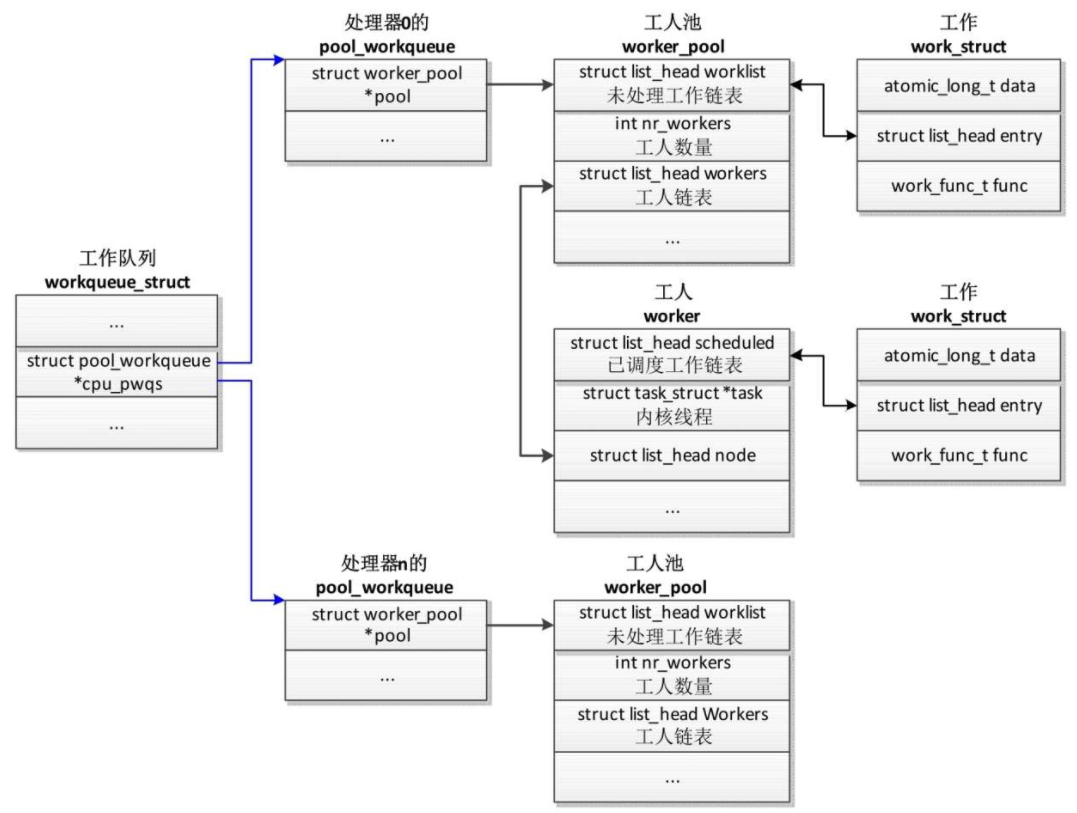 处理器0的
pool_workqueue
struct worker_pool
*pool
...
工人池
worker_pool
struct list_head worklist
未处理工作链表
int nr_workers
工人数量
struct list_head workers
工人链表
...
工作
work_struct
atomic_long_t data
struct list_head entry
work_func_t func
工作队列
workqueue_struct
...
struct pool_workqueue
*cpu_pwqs
...
工人
worker
struct list_head scheduled
已调度工作链表
struct task_struct *task
内核线程
struct list_head node
...
工作
work_struct
atomic_long_t data
struct list_head entry
work_func_t func
处理器n的
pool_workqueue
struct worker_pool
*pool
...
工人池
worker_pool
struct list_head worklist
未处理工作链表
int nr_workers
工人数量
struct list_head Workers
工人链表
...